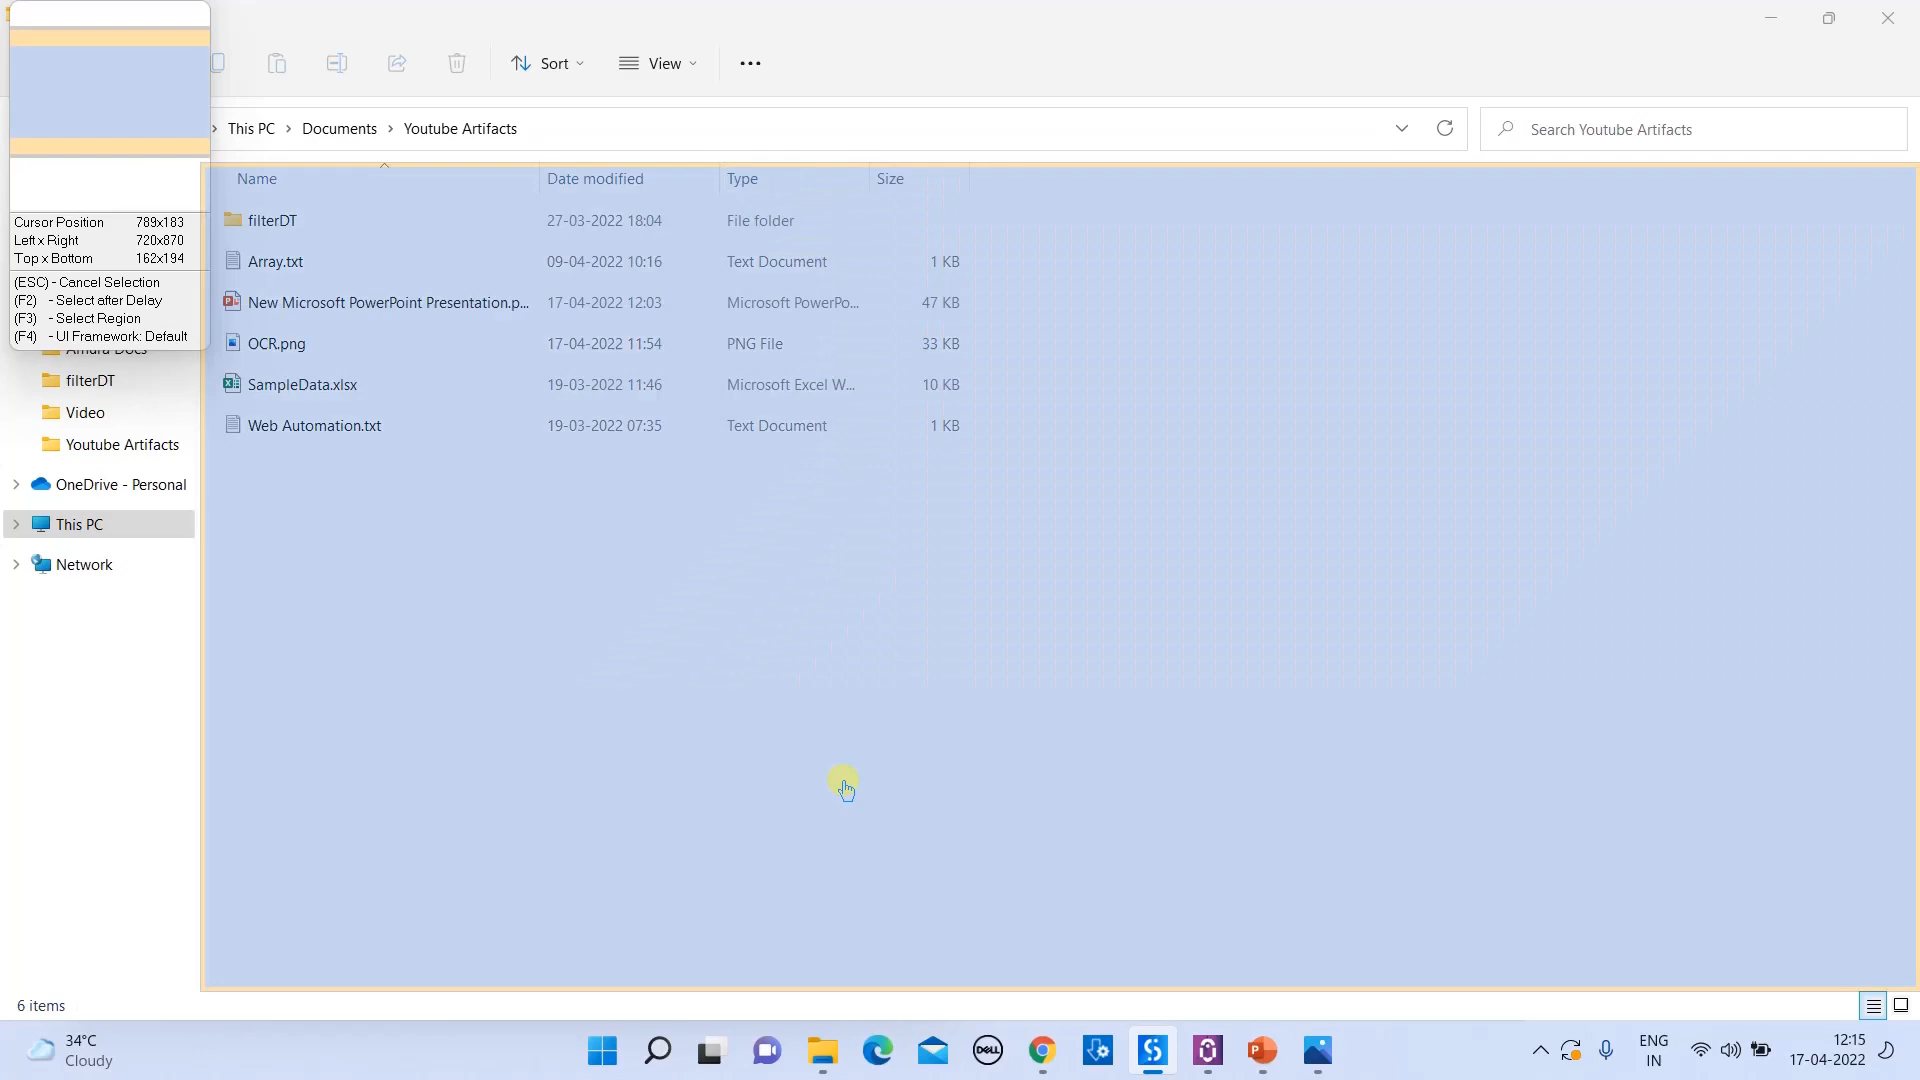 Sort
View
This PC
Documents
Youtube Artifacts
Search Youtube Artifacts
Cursor Position 789x183
Left x Right 720x870
Top x Bottom 162x194
(ESC) - Cancel Selection
(F2) - Select after Delay
(F3) - Select Region
(F4) - UI Framework: Default
Name Date modified Type Size
filterDT 27-03-2022 18:04 File folder
Array.txt 09-04-2022 10:16 Text Document 1 KB
New Microsoft PowerPoint Presentation.p... 17-04-2022 12:03 Microsoft PowerPo... 47 KB
OCR.png 17-04-2022 11:54 PNG File 33 KB
SampleData.xlsx 19-03-2022 11:46 Microsoft Excel W... 10 KB
Web Automation.txt 19-03-2022 07:35 Text Document 1 KB
filterDT
Video
Youtube Artifacts
OneDrive - Personal
This PC
Network
6 items
34°C
Cloudy
DELL
ENG
IN
12:15
17-04-2022